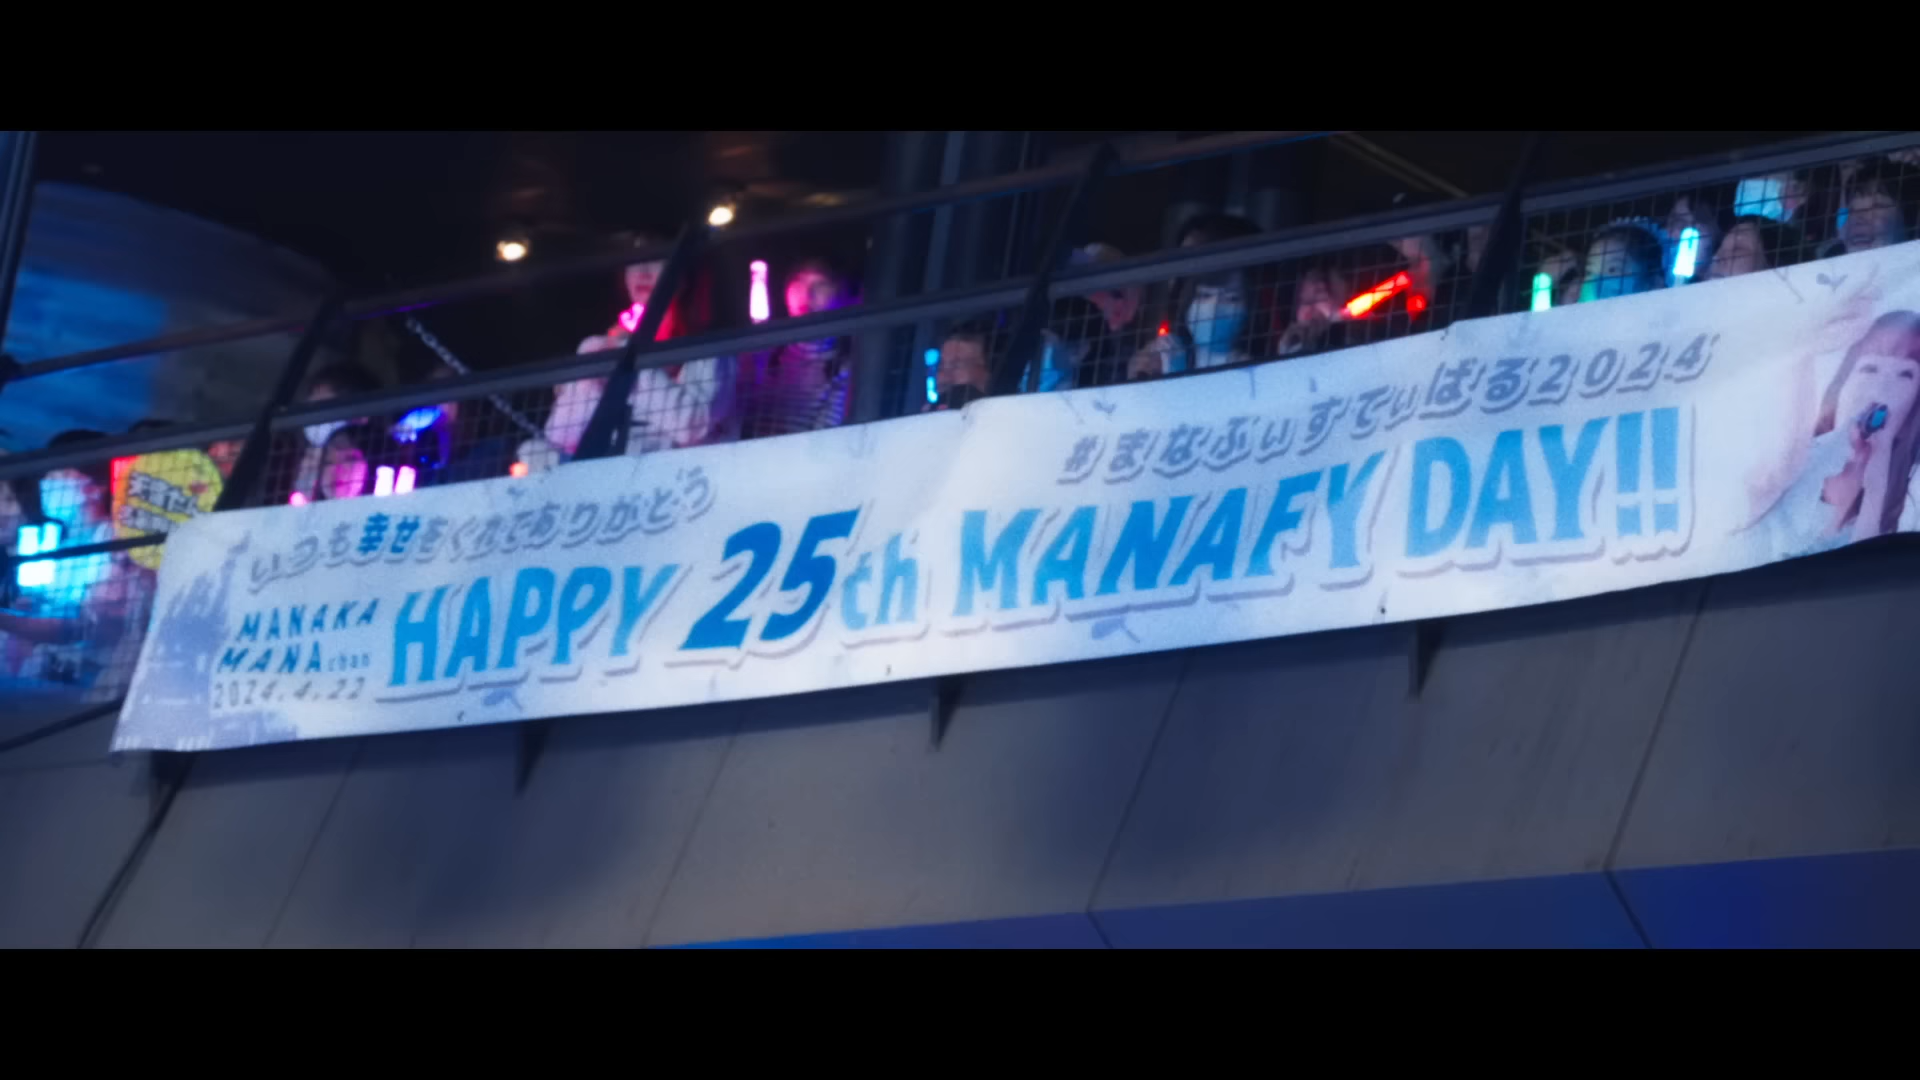 いつも幸せをくれてありがとう
#まなふぃすてぃばる2024
MANAKA
MANA chan
2024.4.22
HAPPY 25th MANAFY DAY!!